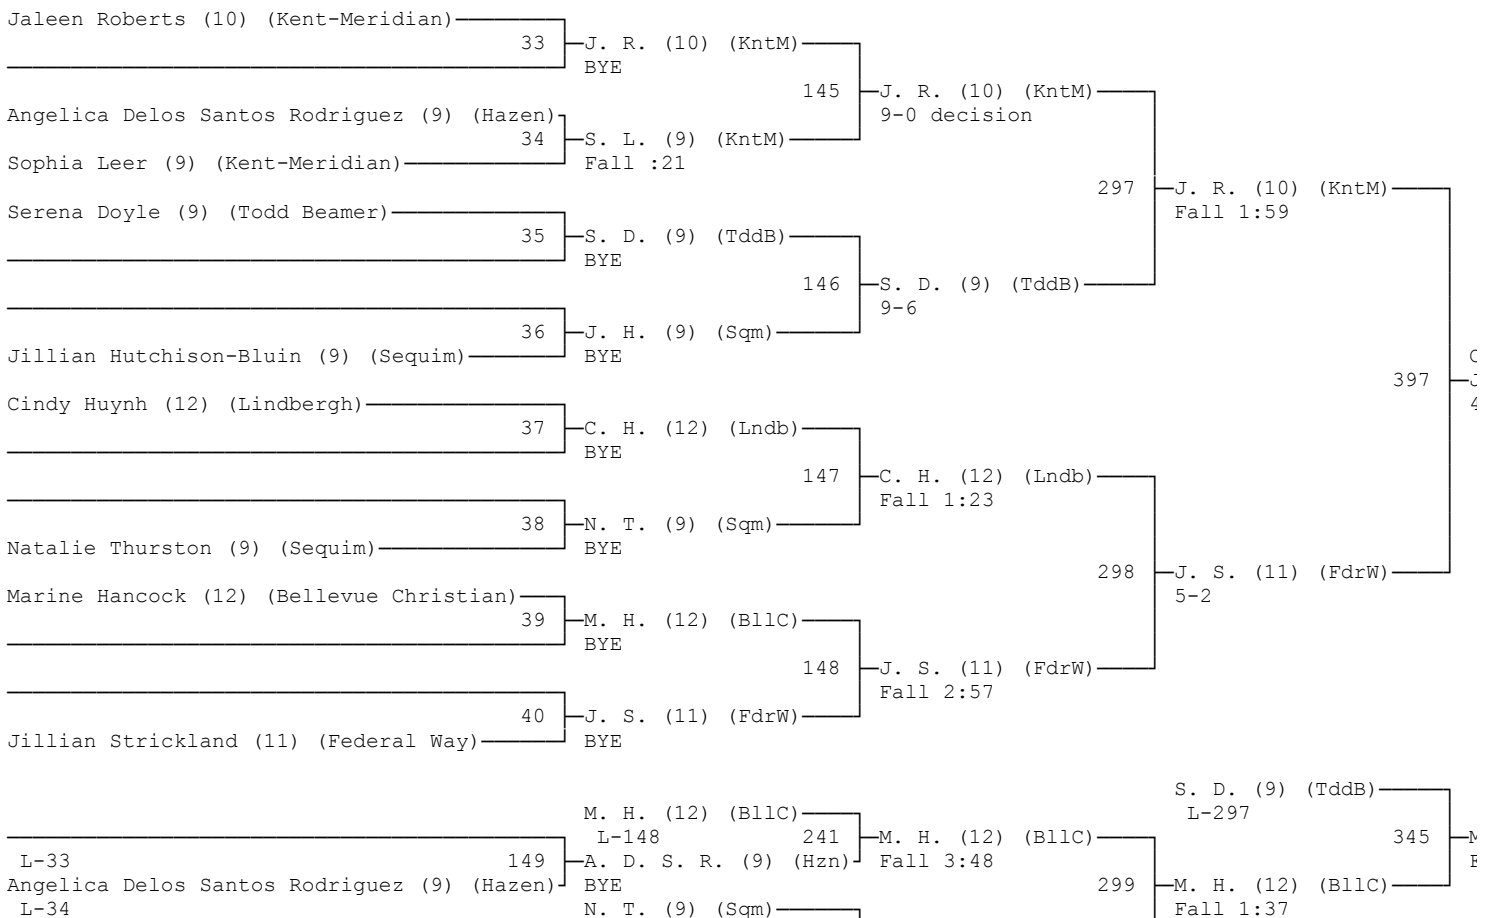 Jaleen Roberts (10) (Kent-Meridian)
33 J. R. (10) (KntM)
BYE
145 J. R. (10) (KntM)
Angelica Delos Santos Rodriguez (9) (Hazen) 9-0 decision
34 S. L. (9) (KntM)
Sophia Leer (9) (Kent-Meridian) Fall :21
297 J. R. (10) (KntM)
Serena Doyle (9) (Todd Beamer) Fall 1:59
35 S. D. (9) (TddB)
BYE
146 S. D. (9) (TddB)
9-6
36 J. H. (9) (Sqm)
Jillian Hutchison-Bluin (9) (Sequim) BYE
397
Cindy Huynh (12) (Lindbergh) 4
37 C. H. (12) (Lndb)
BYE
147 C. H. (12) (Lndb)
Fall 1:23
38 N. T. (9) (Sqm)
Natalie Thurston (9) (Sequim) BYE
298 J. S. (11) (FdrW)
Marine Hancock (12) (Bellevue Christian) 5-2
39 M. H. (12) (BllC)
BYE
148 J. S. (11) (FdrW)
Fall 2:57
40 J. S. (11) (FdrW)
Jillian Strickland (11) (Federal Way) BYE
S. D. (9) (TddB)
M. H. (12) (BllC) L-297
L-148 241 M. H. (12) (BllC) 345
L-33 149 A. D. S. R. (9) (Hzn) Fall 3:48
Angelica Delos Santos Rodriguez (9) (Hazen) BYE 299 M. H. (12) (BllC)
L-34 N. T. (9) (Sqm) Fall 1:37